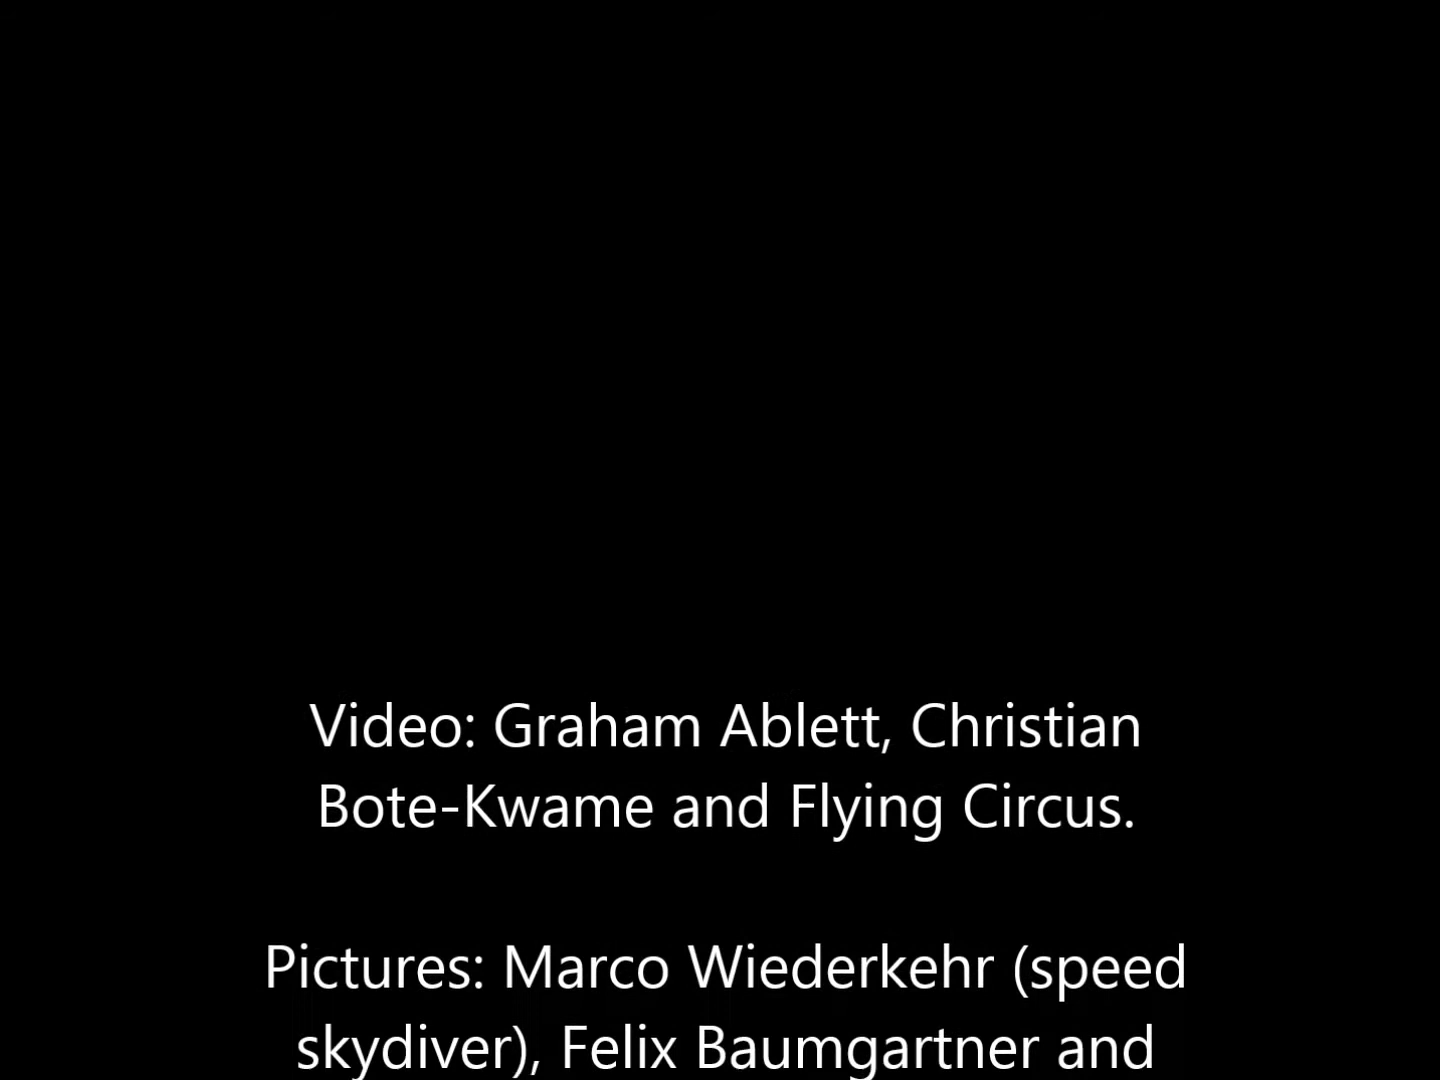 Video: Graham Ablett, Christian
Bote-Kwame and Flying Circus.
Pictures: Marco Wiederkehr (speed
skydiver), Felix Baumgartner and